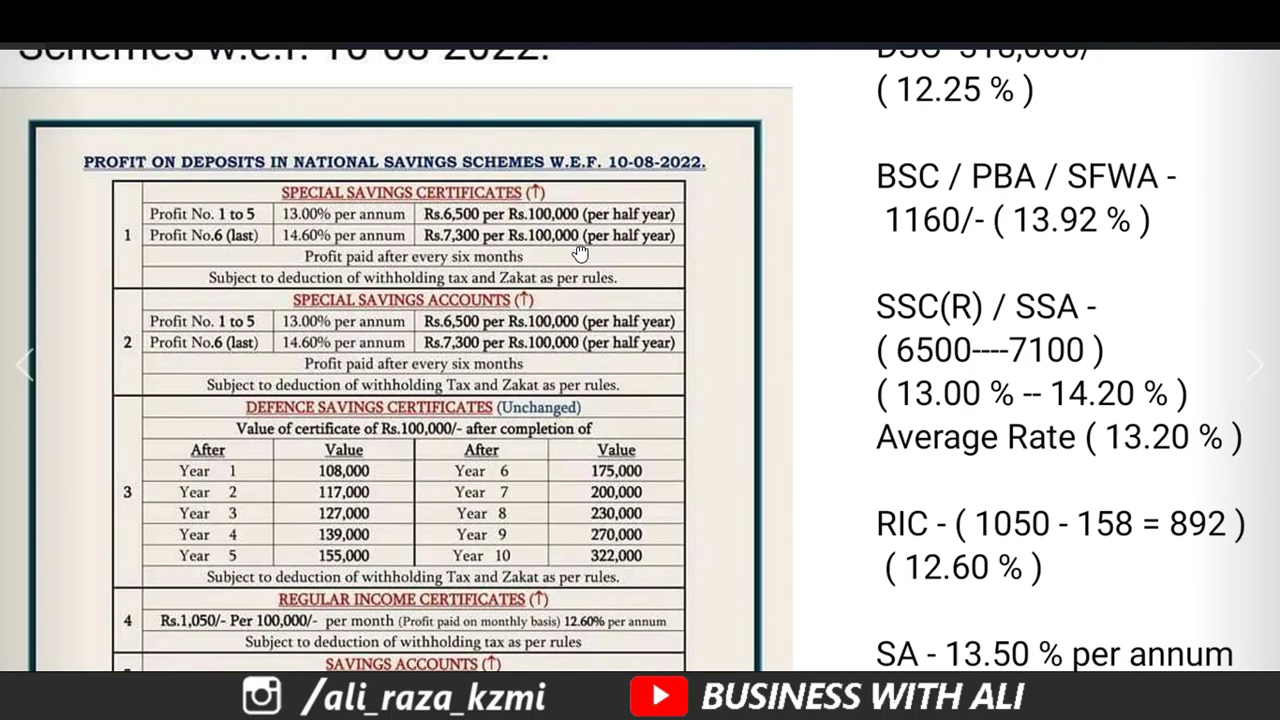 Schemes w.e.f. 10-08-2022.
PROFIT ON DEPOSITS IN NATIONAL SAVINGS SCHEMES W.E.F. 10-08-2022.
1
SPECIAL SAVINGS CERTIFICATES (↑)
Profit No. 1 to 5 13.00% per annum Rs.6,500 per Rs.100,000 (per half year)
Profit No.6 (last) 14.60% per annum Rs.7,300 per Rs.100,000 (per half year)
Profit paid after every six months
Subject to deduction of withholding tax and Zakat as per rules.
2
SPECIAL SAVINGS ACCOUNTS (↑)
Profit No. 1 to 5 13.00% per annum Rs.6,500 per Rs.100,000 (per half year)
Profit No.6 (last) 14.60% per annum Rs.7,300 per Rs.100,000 (per half year)
Profit paid after every six months
Subject to deduction of withholding Tax and Zakat as per rules.
3
DEFENCE SAVINGS CERTIFICATES (Unchanged)
Value of certificate of Rs.100,000/- after completion of
After Value After Value
Year 1 108,000 Year 6 175,000
Year 2 117,000 Year 7 200,000
Year 3 127,000 Year 8 230,000
Year 4 139,000 Year 9 270,000
Year 5 155,000 Year 10 322,000
Subject to deduction of withholding Tax and Zakat as per rules.
4
REGULAR INCOME CERTIFICATES (↑)
Rs.1,050/- Per 100,000/- per month (Profit paid on monthly basis) 12.60% per annum
Subject to deduction of withholding tax as per rules
SAVINGS ACCOUNTS (↑)
( 12.25 % )
BSC / PBA / SFWA -
1160/- ( 13.92 % )
SSC(R) / SSA -
( 6500----7100 )
( 13.00 % -- 14.20 % )
Average Rate ( 13.20 % )
RIC - ( 1050 - 158 = 892 )
( 12.60 % )
SA - 13.50 % per annum
/ali_raza_kzmi
BUSINESS WITH ALI